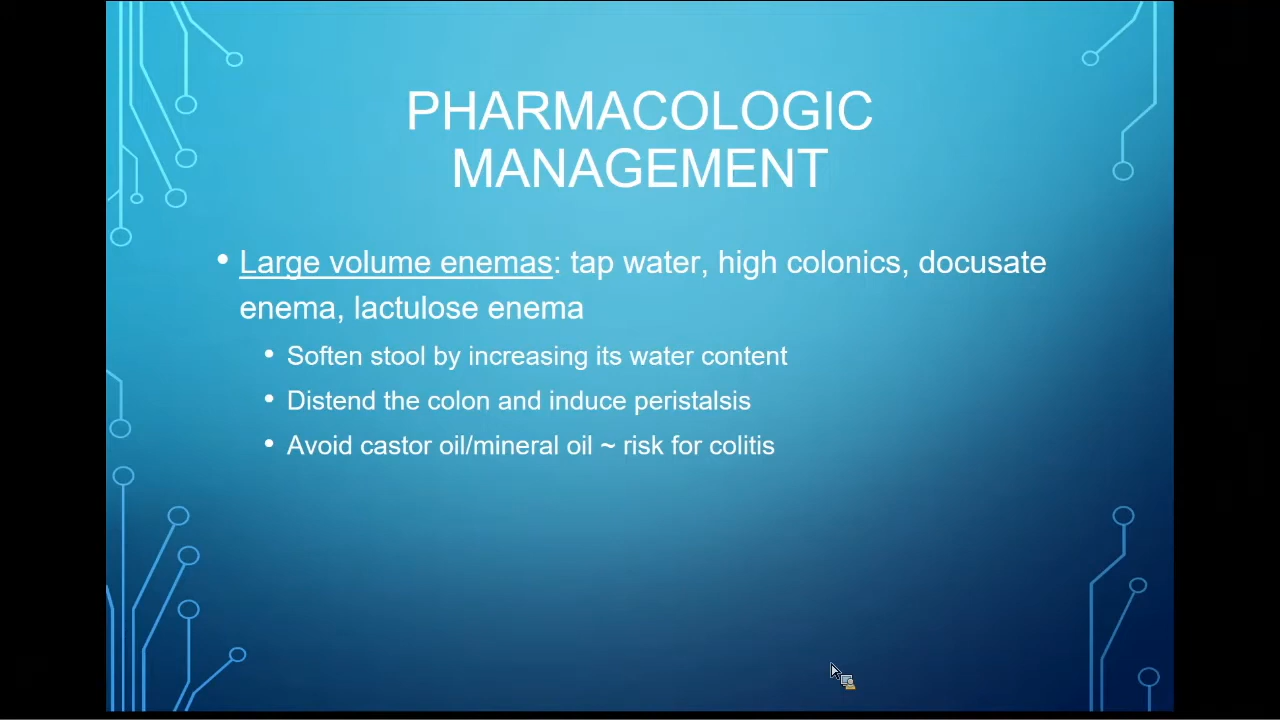 PHARMACOLOGIC
MANAGEMENT
• Large volume enemas: tap water, high colonics, docusate
enema, lactulose enema
• Soften stool by increasing its water content
• Distend the colon and induce peristalsis
• Avoid castor oil/mineral oil ~ risk for colitis